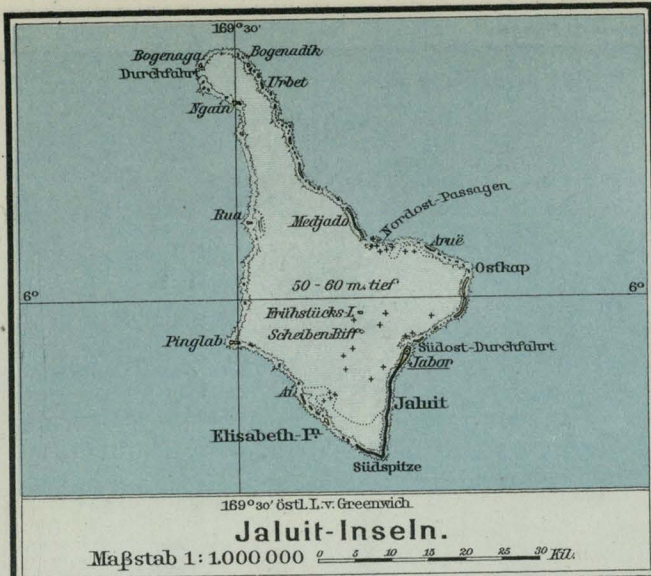 169°30'
Bogenaga
Bogenadik
Durchfahrt
Urbet
Ngain
Rua
Medjado
Nordost-Passagen
Aruë
Ostkap
50-60 m. tief
6°
6°
Frühstücks-I.
Scheiben Riff
Pinglab
Südost-Durchfahrt
Jabor
Ai
Jaluit
Elisabeth-In.
Südspitze
169°30' östl. L. v. Greenwich.
Jaluit-Inseln.
Maßstab 1:1.000 000
0 5 10 15 20 25 30 Kil.